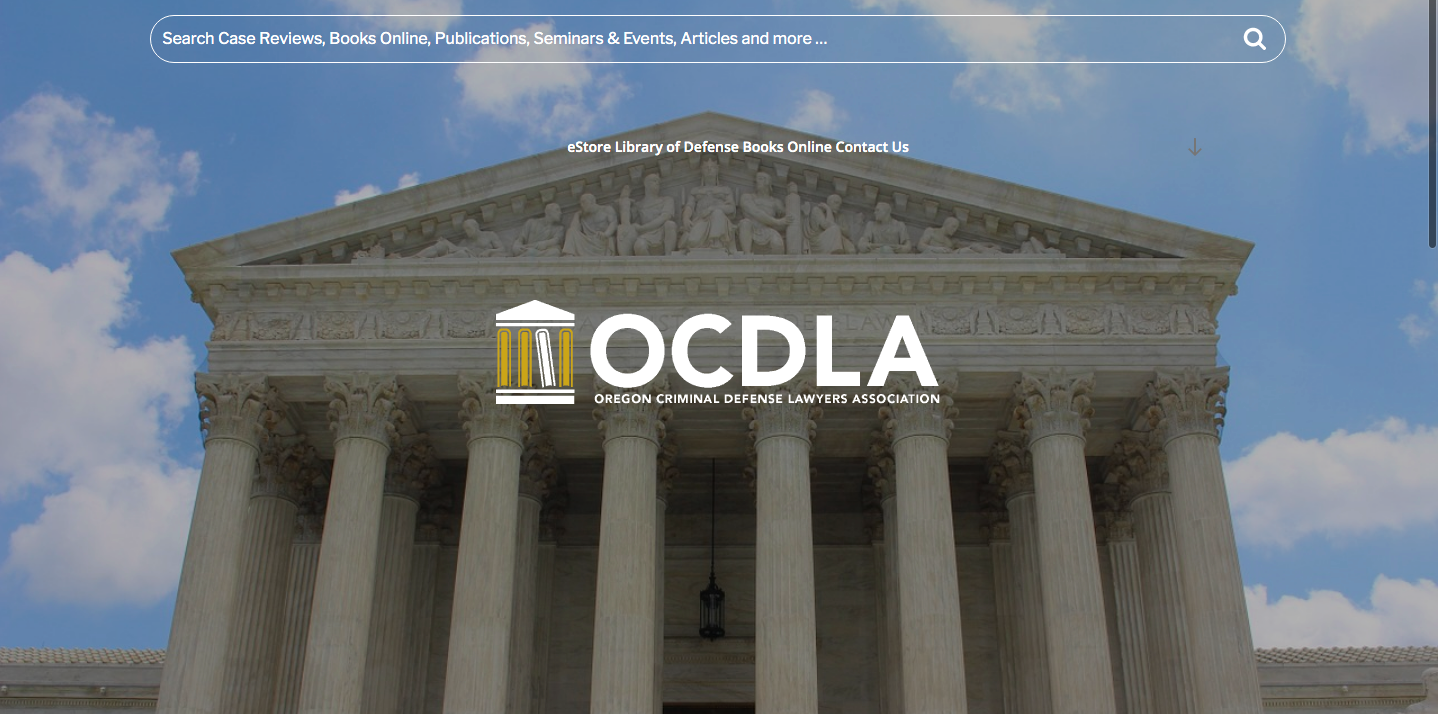 Search Case Reviews, Books Online, Publications, Seminars & Events, Articles and more ...
eStore Library of Defense Books Online Contact Us
OCDLA
OREGON CRIMINAL DEFENSE LAWYERS ASSOCIATION